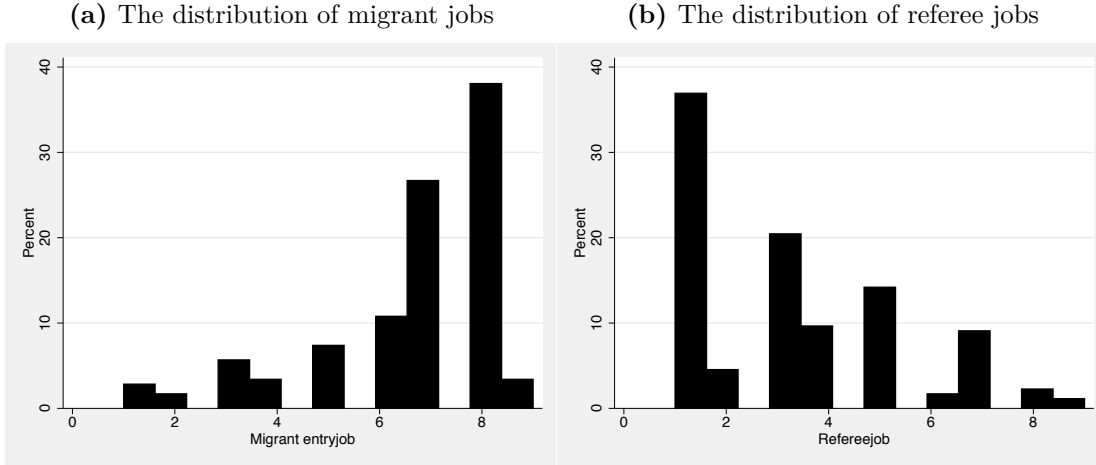 (a) The distribution of migrant jobs
(b) The distribution of referee jobs
40
30
20
10
0
Percent
0 2 4 6 8
Migrant entryjob
40
30
20
10
0
Percent
0 2 4 6 8
Refereejob